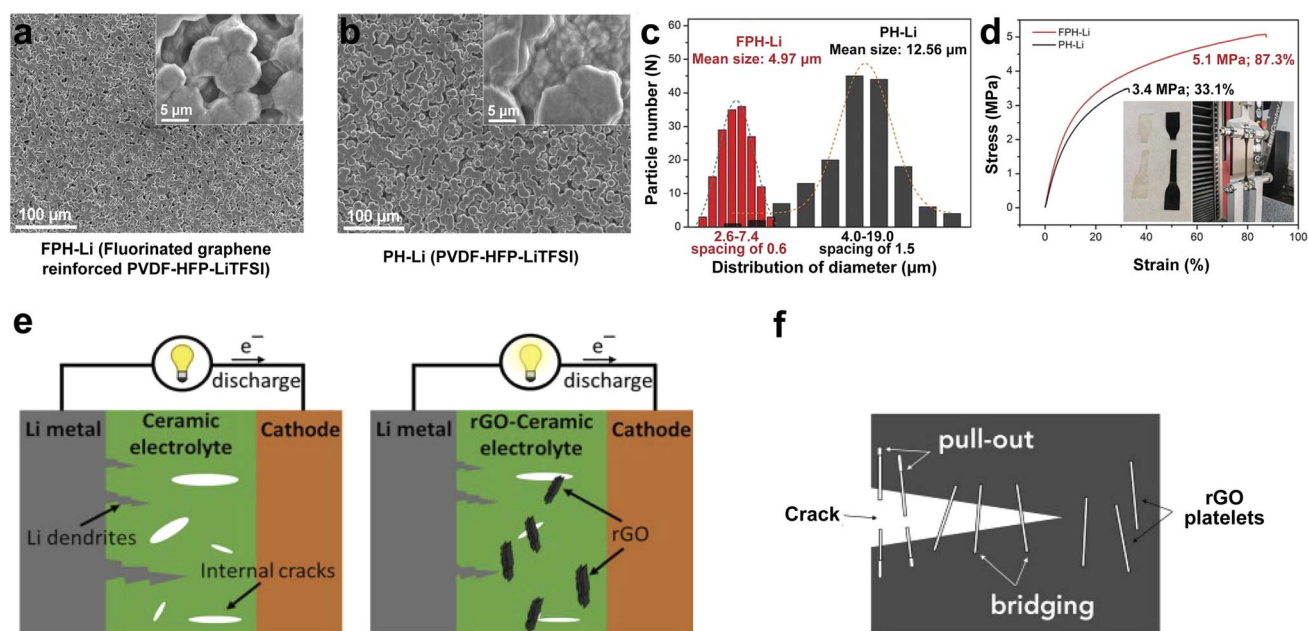 a
5 μm
100 μm
FPH-Li (Fluorinated graphene
reinforced PVDF-HFP-LiTFSI)
b
5 μm
100 μm
PH-Li (PVDF-HFP-LiTFSI)
c
Particle number (N)
60
50
40
30
20
10
0
FPH-Li
Mean size: 4.97 μm
PH-Li
Mean size: 12.56 μm
2.6-7.4
spacing of 0.6
4.0-19.0
spacing of 1.5
Distribution of diameter (μm)
d
Stress (MPa)
5
4
3
2
1
0
FPH-Li
PH-Li
5.1 MPa; 87.3%
3.4 MPa; 33.1%
0 20 40 60 80 100
Strain (%)
e
e−
discharge
Li metal
Ceramic
electrolyte
Cathode
Li dendrites
Internal cracks
e−
discharge
Li metal
rGO-Ceramic
electrolyte
Cathode
rGO
f
pull-out
Crack
rGO
platelets
bridging